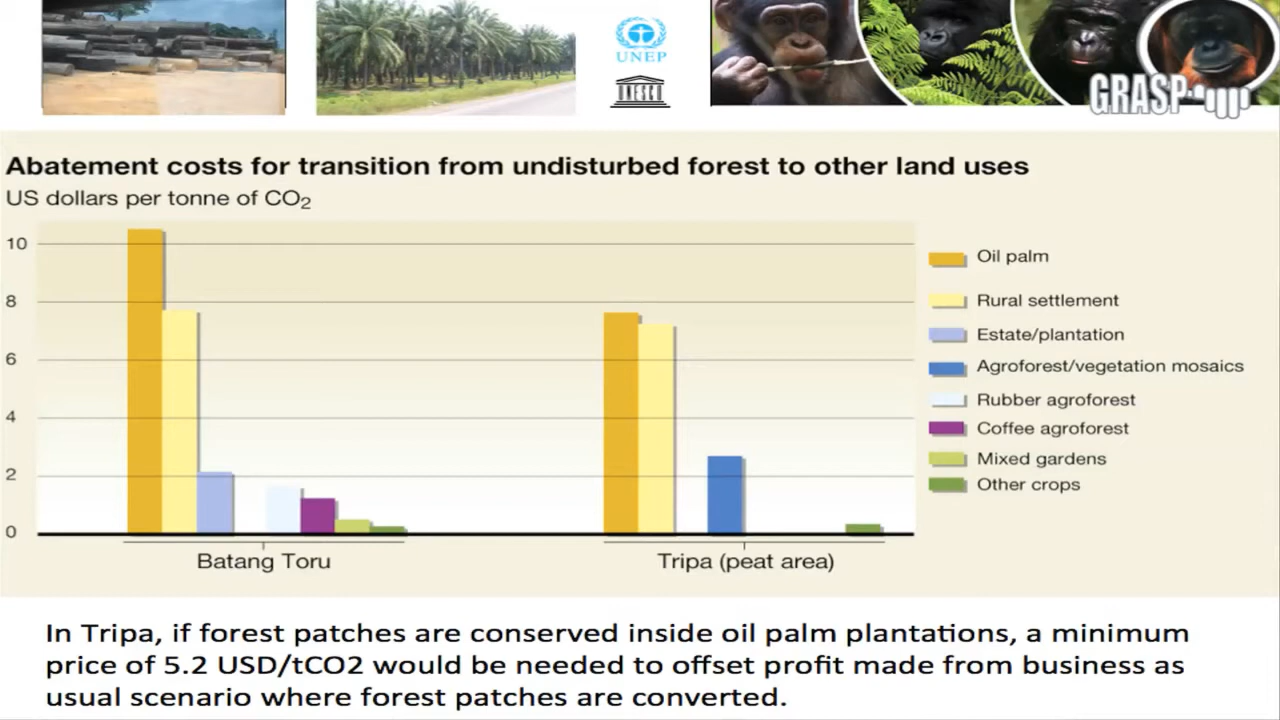 UNEP
UNESCO
GRASP
Abatement costs for transition from undisturbed forest to other land uses
US dollars per tonne of CO2
10
8
6
4
2
0
Oil palm
Rural settlement
Estate/plantation
Agroforest/vegetation mosaics
Rubber agroforest
Coffee agroforest
Mixed gardens
Other crops
Batang Toru
Tripa (peat area)
In Tripa, if forest patches are conserved inside oil palm plantations, a minimum
price of 5.2 USD/tCO2 would be needed to offset profit made from business as
usual scenario where forest patches are converted.